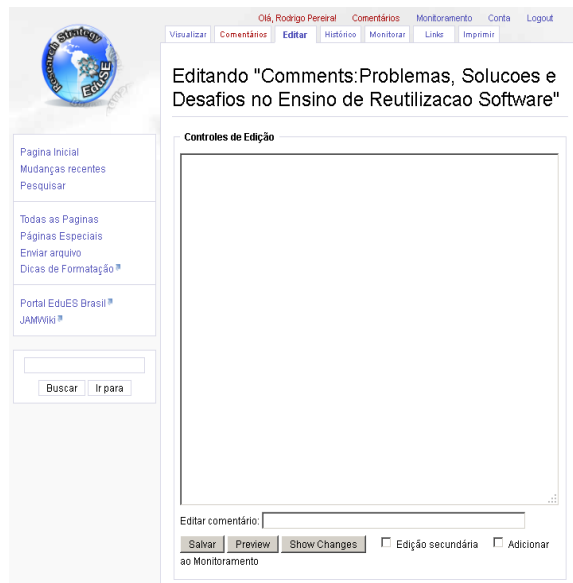 Olá, Rodrigo Pereira! Comentários Monitoramento Conta Logout
Visualizar Comentários Editar Histórico Monitorar Links Imprimir
Research Strategy
EduSE
Editando "Comments:Problemas, Solucoes e
Desafios no Ensino de Reutilizacao Software"
Controles de Edição
Pagina Inicial
Mudanças recentes
Pesquisar
Todas as Paginas
Páginas Especiais
Enviar arquivo
Dicas de Formatação
Portal EduES Brasil
JAMWiki
Buscar Ir para
Editar comentário:
Salvar Preview Show Changes Edição secundária Adicionar
ao Monitoramento